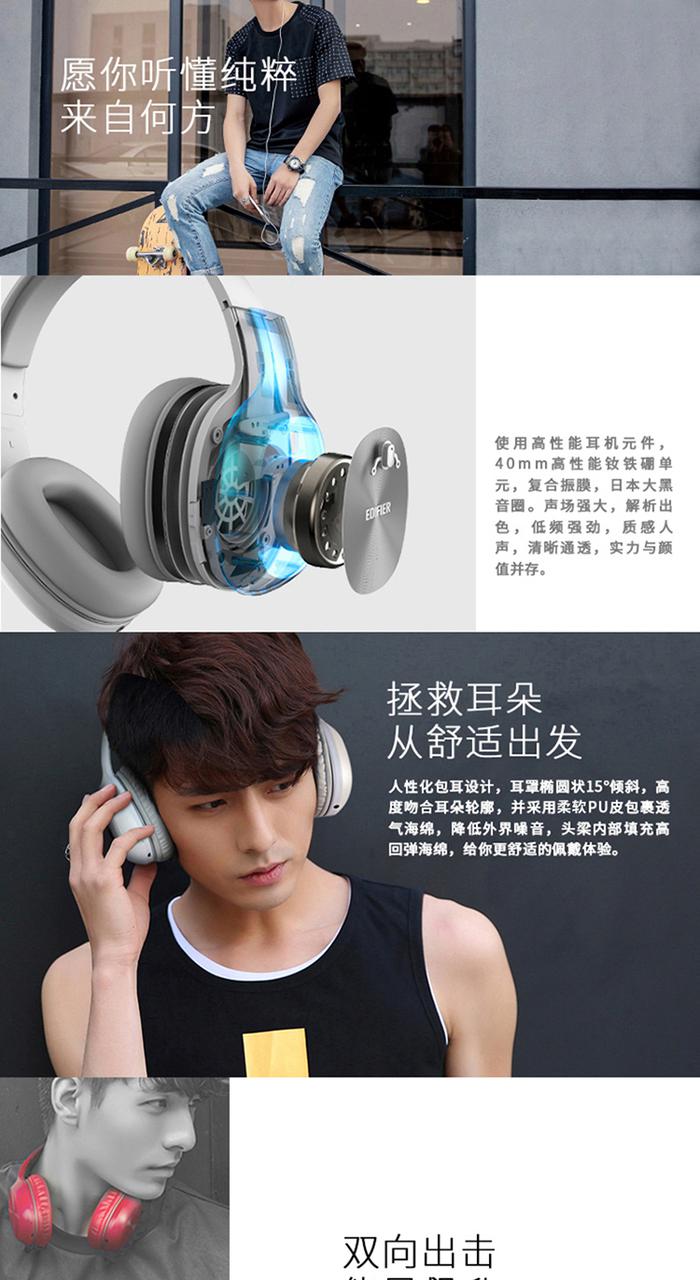 愿你听懂纯粹
来自何方
使用高性能耳机元件，
40mm高性能钕铁硼单
元，复合振膜，日本大黑
音圈。声场强大，解析出
色，低频强劲，质感人
声，清晰通透，实力与颜
值并存。
EDIFIER
拯救耳朵
从舒适出发
人性化包耳设计，耳罩椭圆状15°倾斜，高
度吻合耳朵轮廓，并采用柔软PU皮包裹透
气海绵，降低外界噪音，头梁内部填充高
回弹海绵，给你更舒适的佩戴体验。
双向出击